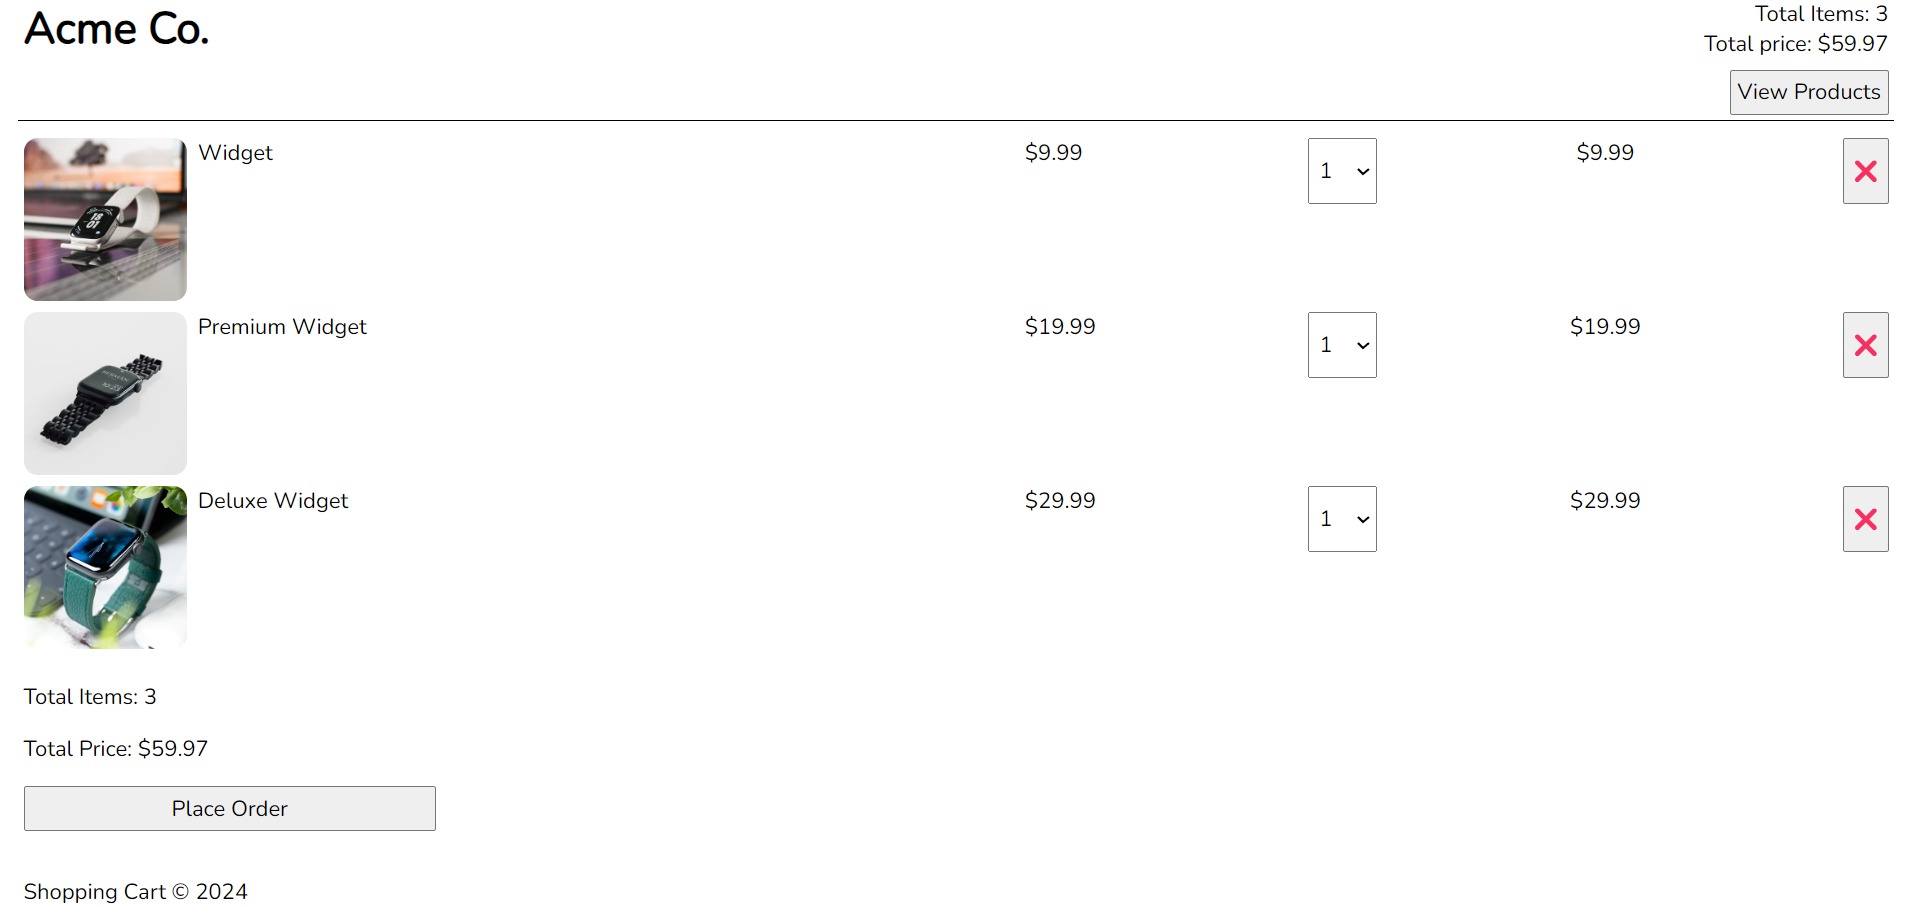 Acme Co.
Total Items: 3
Total price: $59.97
View Products
Widget $9.99 1 $9.99
18
01
Premium Widget $19.99 1 $19.99
Deluxe Widget $29.99 1 $29.99
Total Items: 3
Total Price: $59.97
Place Order
Shopping Cart © 2024